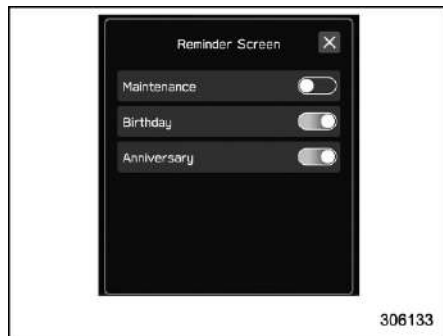 Reminder Screen
Maintenance
Birthday
Anniversary
306133